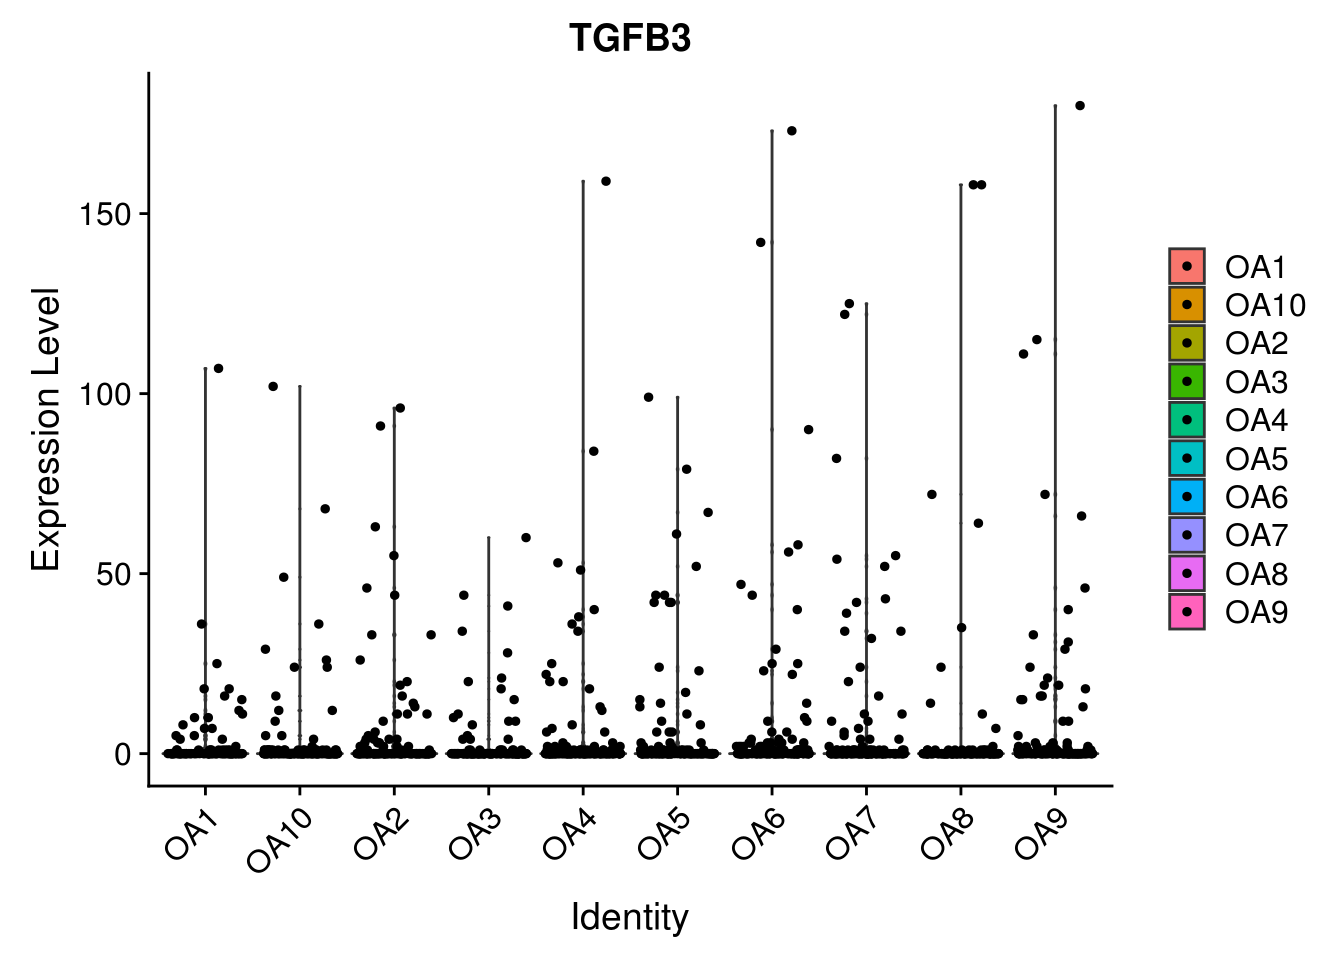 TGFB3
Expression Level
150
100
50
0
OA1
OA10
OA2
OA3
OA4
OA5
OA6
OA7
OA8
OA9
Identity
OA1
OA10
OA2
OA3
OA4
OA5
OA6
OA7
OA8
OA9